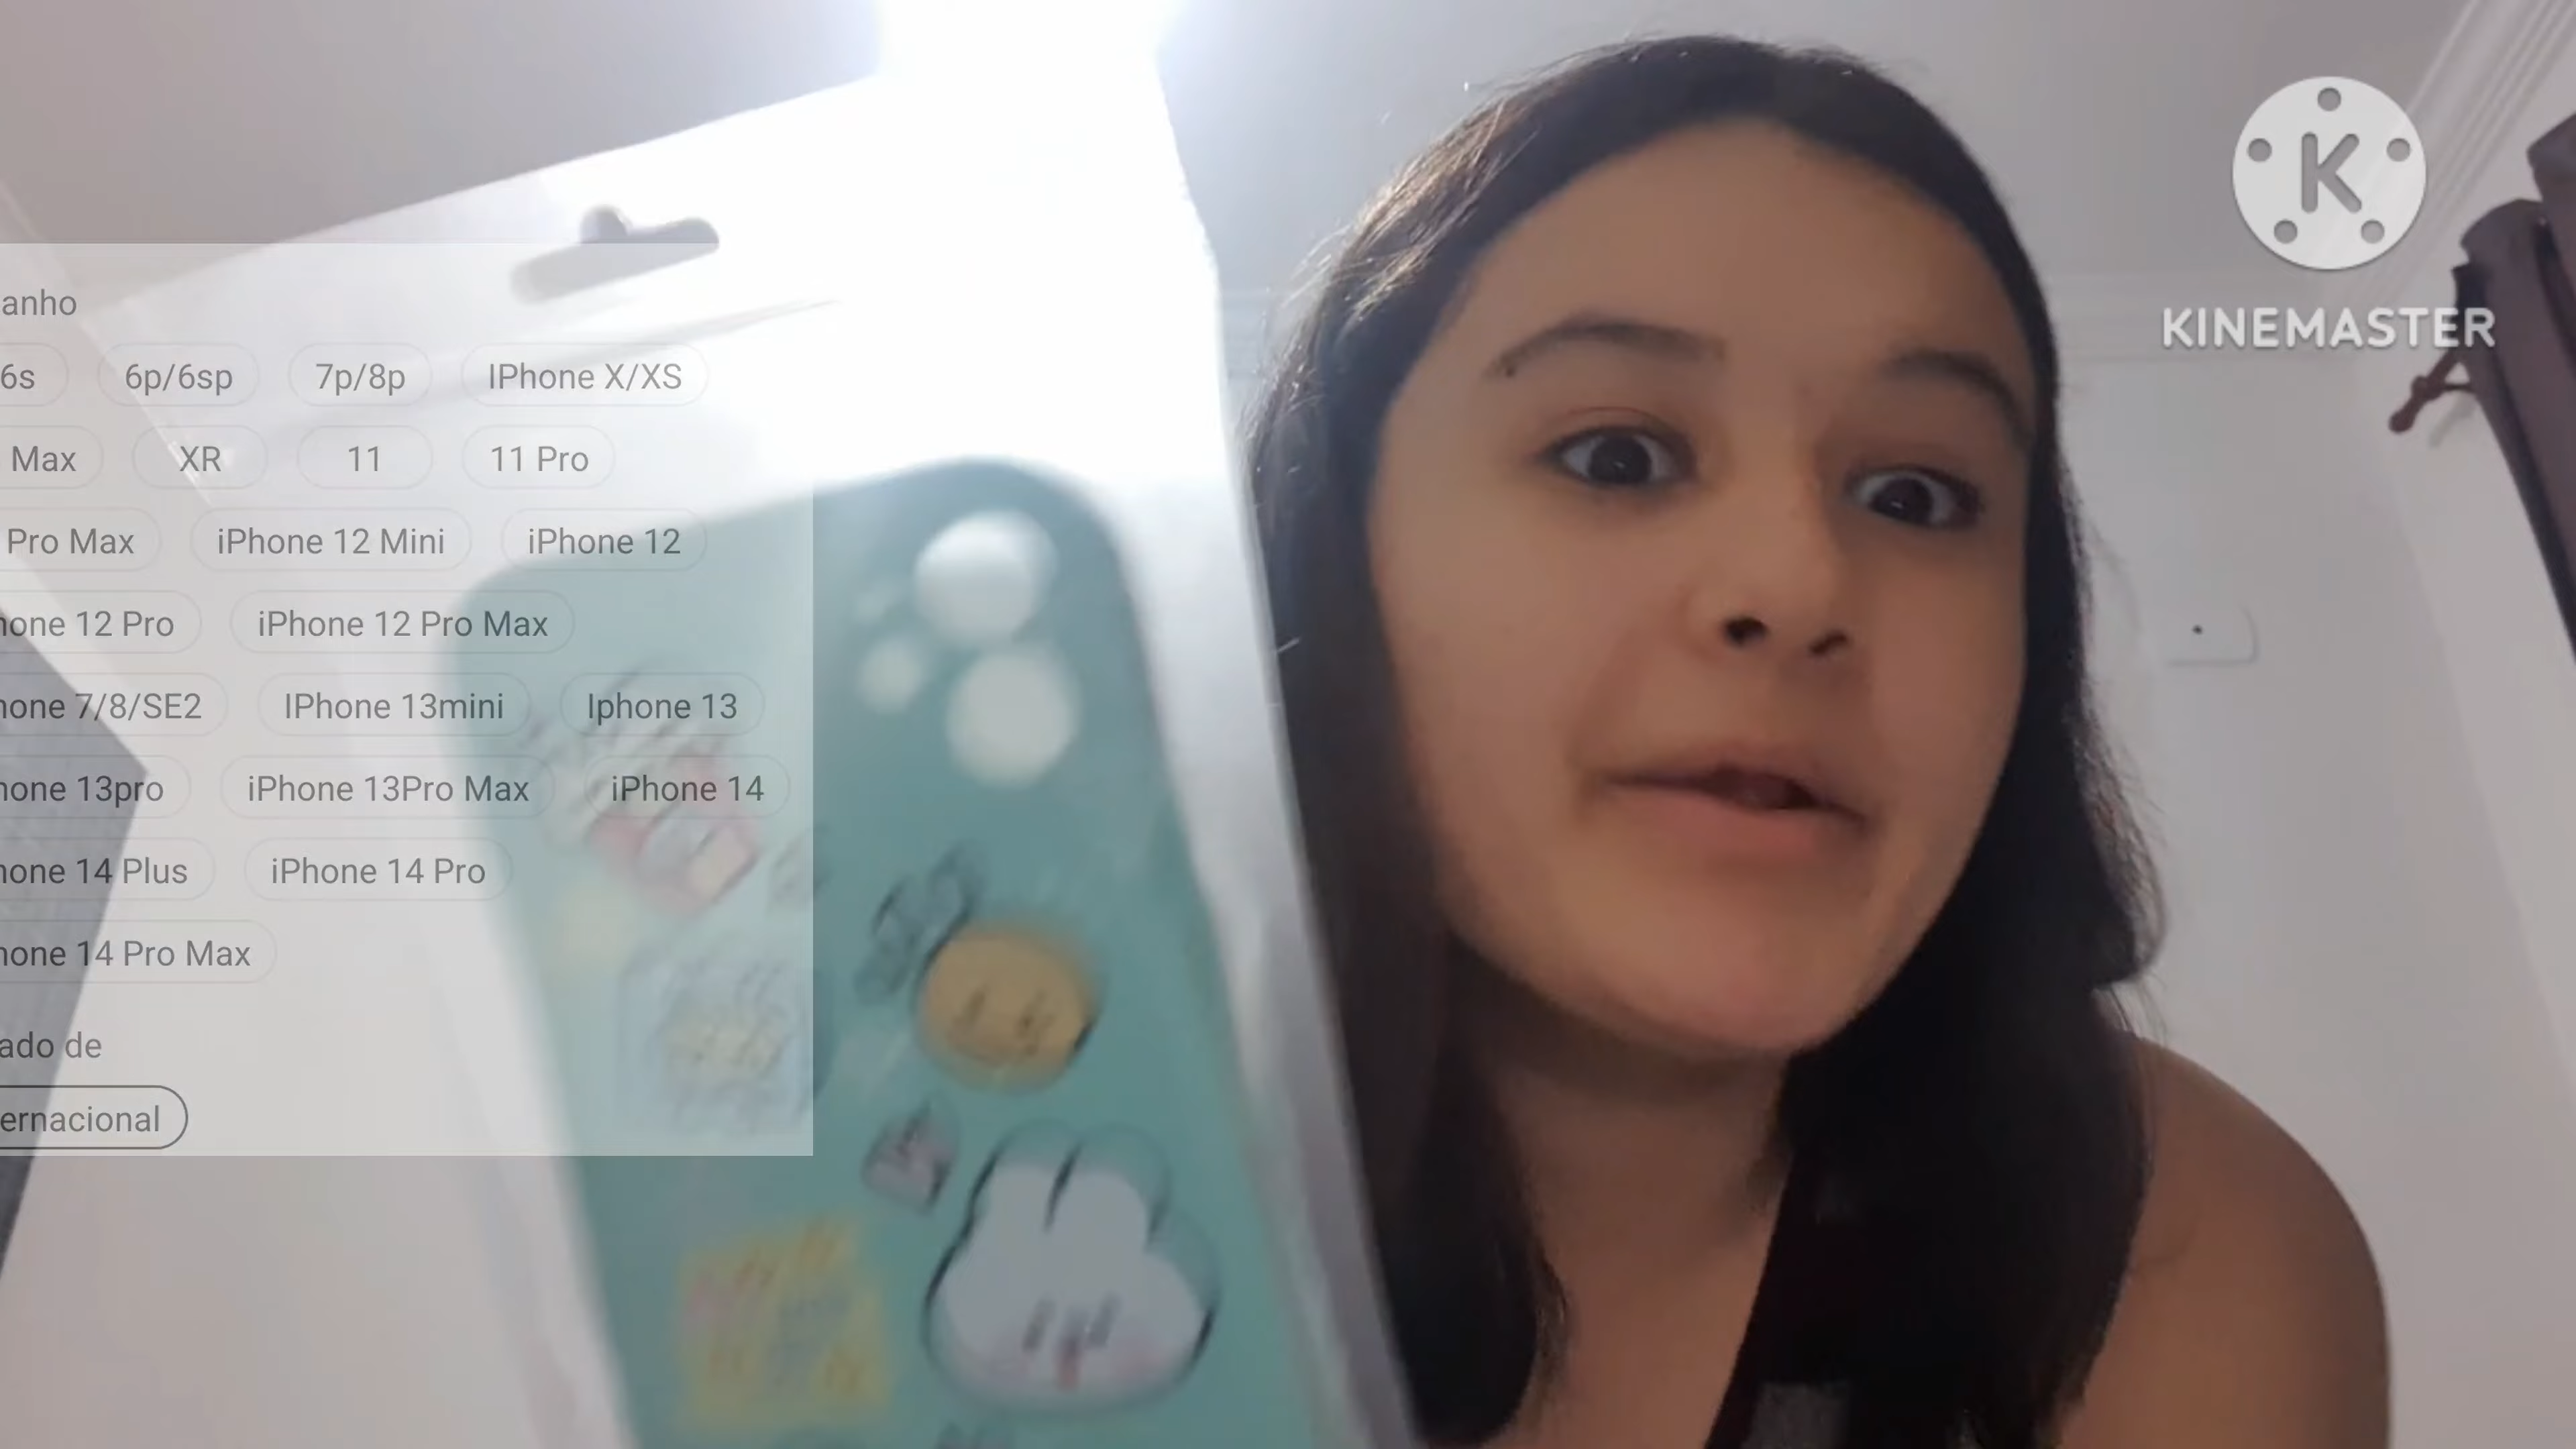 anho
6s 6p/6sp 7p/8p IPhone X/XS
Max XR 11 11 Pro
Pro Max iPhone 12 Mini iPhone 12
hone 12 Pro iPhone 12 Pro Max
hone 7/8/SE2 IPhone 13mini Iphone 13
hone 13pro iPhone 13Pro Max iPhone 14
hone 14 Plus iPhone 14 Pro
hone 14 Pro Max
ado de
ernacional
K
KINEMASTER